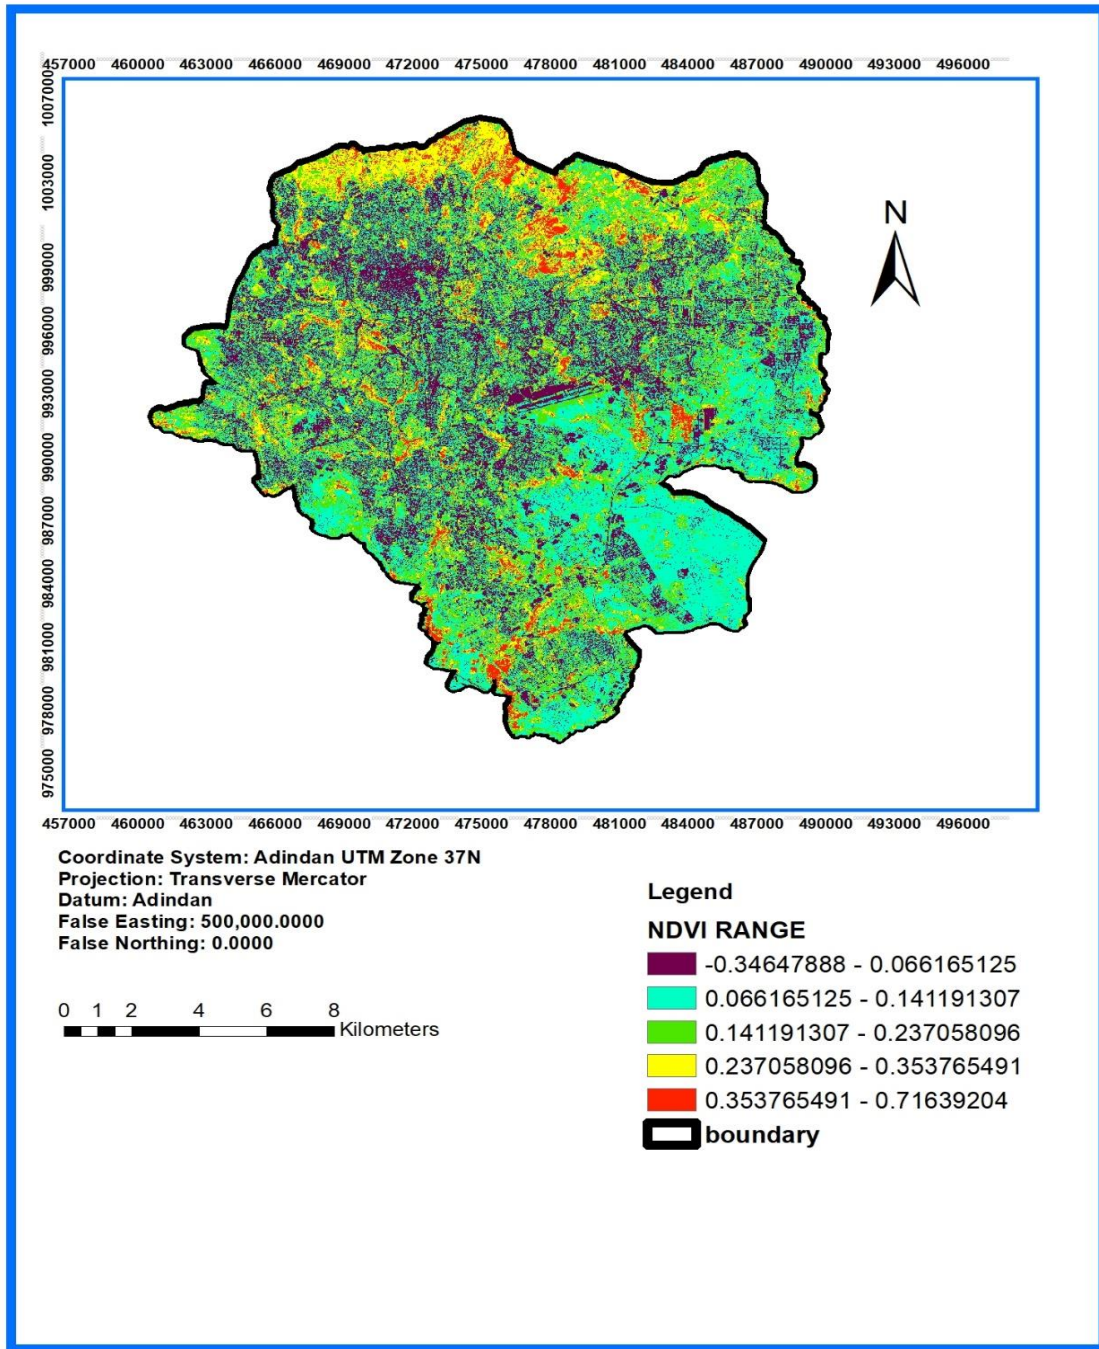 457000 460000 463000 466000 469000 472000 475000 478000 481000 484000 487000 490000 493000 496000
1007000
1003000
999000
996000
993000
990000
987000
984000
981000
978000
975000
N
457000 460000 463000 466000 469000 472000 475000 478000 481000 484000 487000 490000 493000 496000
Coordinate System: Adindan UTM Zone 37N
Projection: Transverse Mercator
Datum: Adindan
False Easting: 500,000.0000
False Northing: 0.0000
0 1 2 4 6 8
Kilometers
Legend
NDVI RANGE
-0.34647888 - 0.066165125
0.066165125 - 0.141191307
0.141191307 - 0.237058096
0.237058096 - 0.353765491
0.353765491 - 0.71639204
boundary